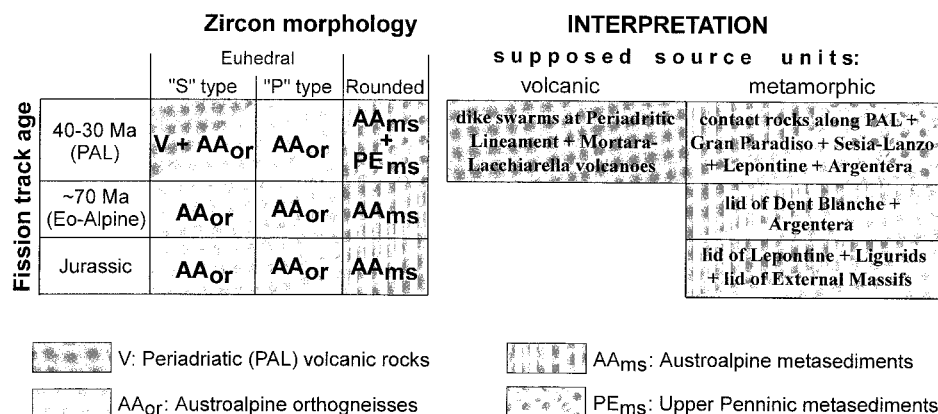 Zircon morphology
INTERPRETATION
Euhedral
supposed source units:
"S" type "P" type Rounded
volcanic metamorphic
Fission track age
40-30 Ma
(PAL)
V + AAor
AAor
AAms
+
PEms
dike swarms at Periadritic
Lineament + Mortara-
Lacchiarella volcanoes
contact rocks along PAL +
Gran Paradiso + Sesia-Lanzo
+ Lepontine + Argentera
~70 Ma
(Eo-Alpine)
AAor AAor AAms
lid of Dent Blanche +
Argentera
Jurassic
AAor AAor AAms
lid of Lepontine + Ligurids
+ lid of External Massifs
V: Periadriatic (PAL) volcanic rocks
AAms: Austroalpine metasediments
AAor: Austroalpine orthogneisses
PEms: Upper Penninic metasediments